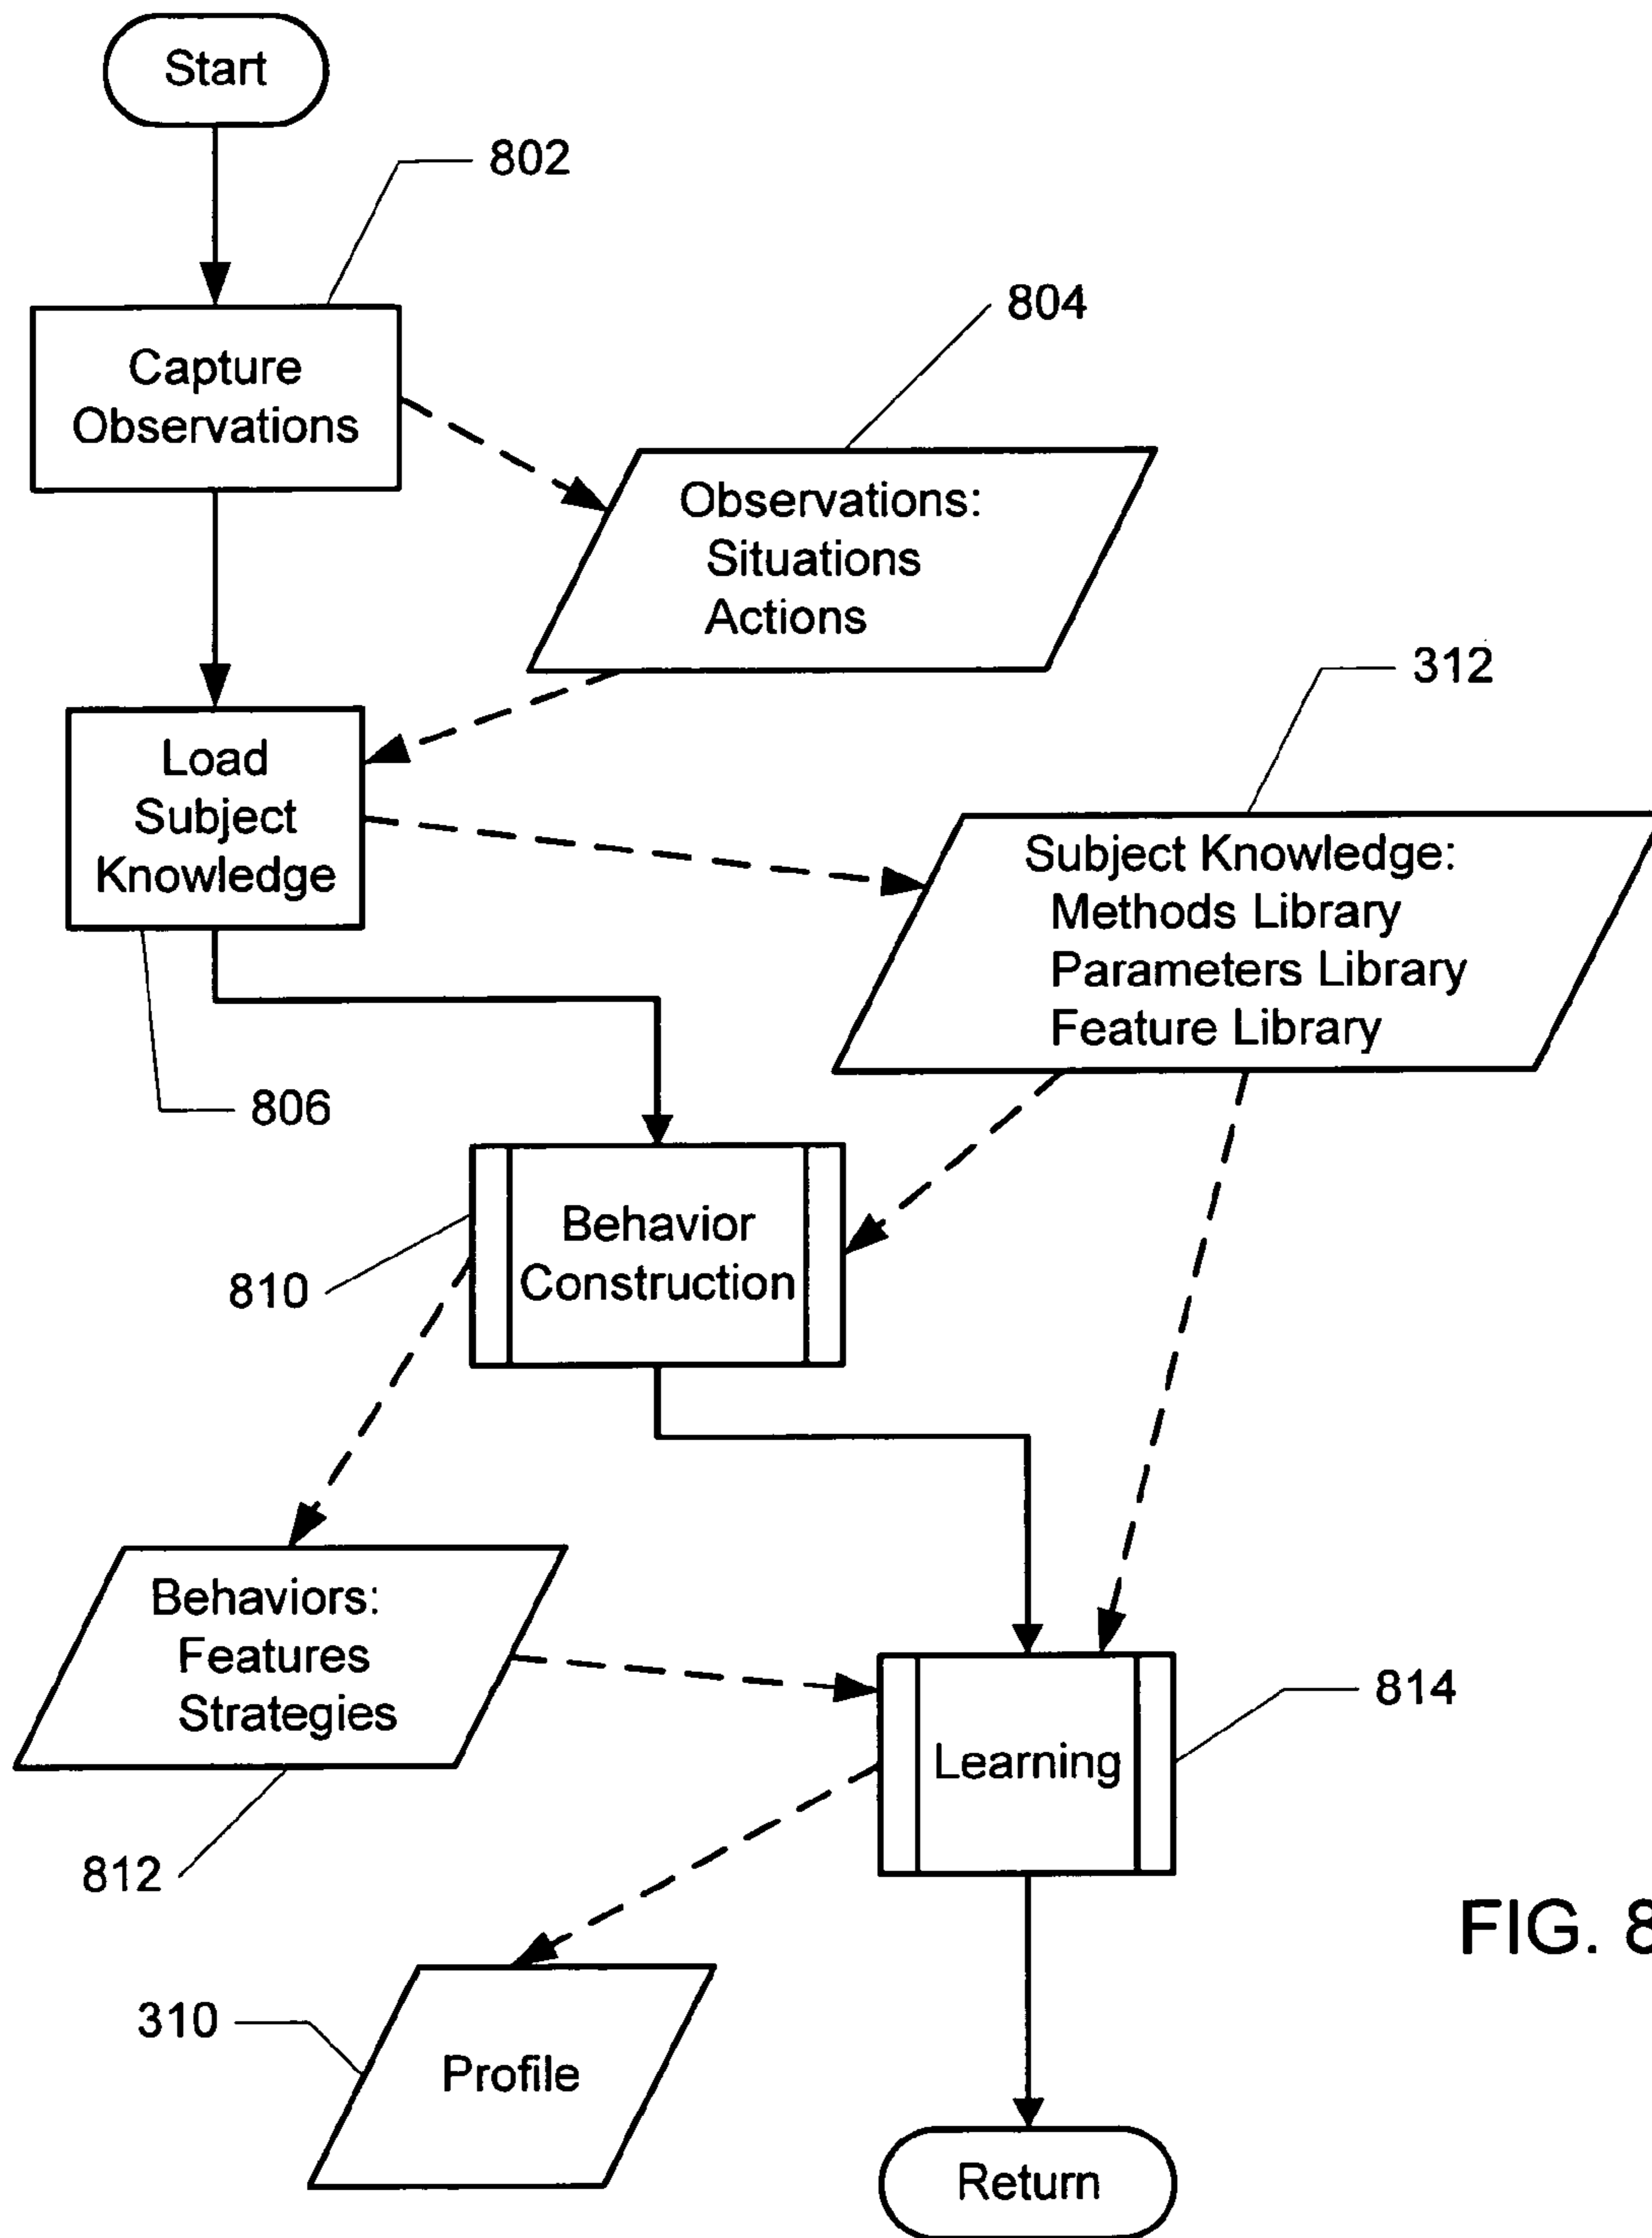 Start
802
Capture
Observations
804
Observations:
Situations
Actions
312
Load
Subject
Knowledge
Subject Knowledge:
Methods Library
Parameters Library
Feature Library
806
Behavior
Construction
810
Behaviors:
Features
Strategies
814
Learning
812
FIG. 8
310
Profile
Return